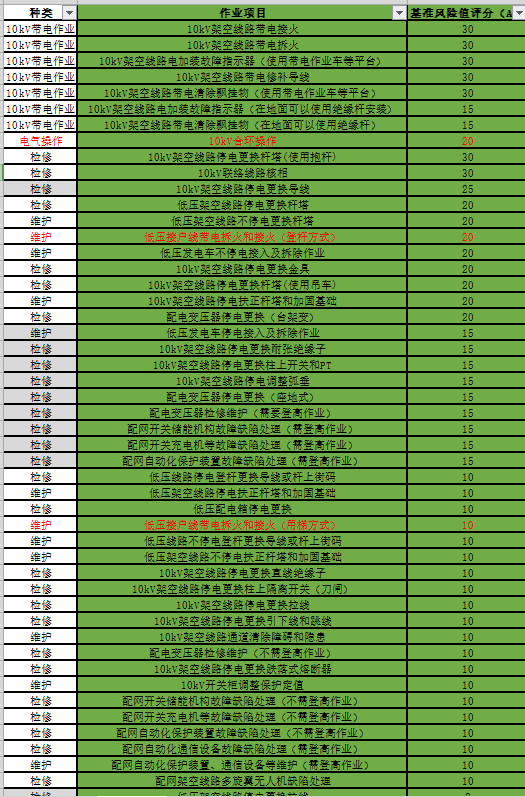 种类 作业项目 基准风险值评分（A
10kV带电作业 10kV架空线路带电接火 30
10kV带电作业 10kV架空线路带电拆火 30
10kV带电作业 10kV架空线路电加装故障指示器（使用带电作业车等平台） 30
10kV带电作业 10kV架空线路带电修补导线 30
10kV带电作业 10kV架空线路带电清除飘挂物（使用带电作业车等平台） 30
10kV带电作业 10kV架空线路电加装故障指示器（在地面可以使用绝缘杆安装） 15
10kV带电作业 10kV架空线路带电清除飘挂物（在地面可以使用绝缘杆） 15
电气操作 10kV合环操作 20
检修 10kV架空线路停电更换杆塔(使用抱杆) 30
检修 10kV联络线路核相 30
检修 10kV架空线路停电更换导线 25
检修 低压架空线路停电更换杆塔 20
维护 低压架空线路不停电更换杆塔 20
维护 低压接户线带电拆火和接火（登杆方式） 20
维护 低压发电车不停电接入及拆除作业 20
检修 10kV架空线路停电更换金具 20
检修 10kV架空线路停电更换杆塔(使用吊车) 20
维护 10kV架空线路停电扶正杆塔和加固基础 20
检修 配电变压器停电更换（台架变） 20
维护 低压发电车停电接入及拆除作业 15
检修 10kV架空线路停电更换耐张绝缘子 15
检修 10kV架空线路停电更换柱上开关和PT 15
检修 10kV架空线路停电调整弧垂 15
检修 配电变压器停电更换（座地式） 15
检修 配电变压器检修维护（需要登高作业） 15
检修 配网开关储能机构故障缺陷处理（需登高作业） 15
检修 配网开关充电机等故障缺陷处理（需登高作业） 15
检修 配网自动化保护装置故障缺陷处理（需登高作业） 15
检修 低压线路停电登杆更换导线或杆上街码 10
维护 低压架空线路停电扶正杆塔和加固基础 10
检修 低压配电箱停电更换 10
维护 低压接户线带电拆火和接火（用梯方式） 10
维护 低压线路不停电登杆更换导线或杆上街码 10
维护 低压架空线路不停电扶正杆塔和加固基础 10
检修 10kV架空线路停电更换直线绝缘子 10
检修 10kV架空线路停电更换柱上隔离开关（刀闸） 10
检修 10kV架空线路停电更换拉线 10
检修 10kV架空线路停电更换引下线和跳线 10
维护 10kV架空线路通道清除障碍和隐患 10
检修 配电变压器检修维护（不需登高作业） 10
检修 10kV架空线路停电更换跌落式熔断器 10
维护 10kV开关柜调整保护定值 10
检修 配网开关储能机构故障缺陷处理（不需登高作业） 10
检修 配网开关充电机等故障缺陷处理（不需登高作业） 10
检修 配网自动化保护装置故障缺陷处理（不需登高作业） 10
检修 配网自动化通信设备故障缺陷处理（需登高作业） 10
维护 配网自动化保护装置、通信设备等维护（需登高作业） 10
检修 配网架空线路多旋翼无人机缺陷处理 10